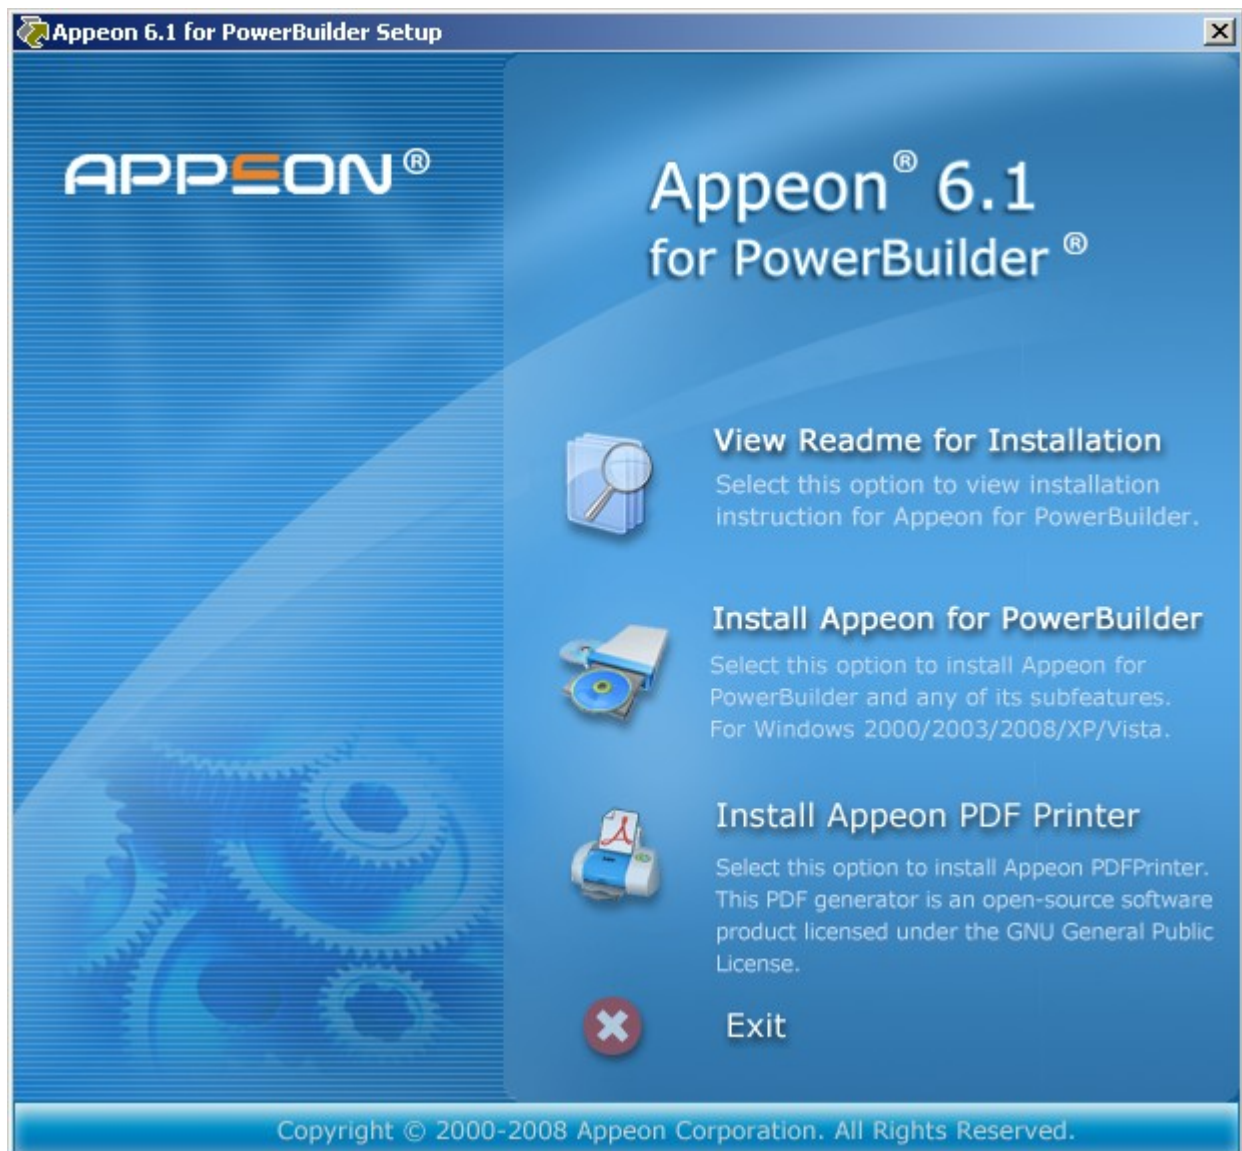 Appeon 6.1 for PowerBuilder Setup
APPEON®
Appeon® 6.1
for PowerBuilder®
View Readme for Installation
Select this option to view installation
instruction for Appeon for PowerBuilder.
Install Appeon for PowerBuilder
Select this option to install Appeon for
PowerBuilder and any of its subfeatures.
For Windows 2000/2003/2008/XP/Vista.
Install Appeon PDF Printer
Select this option to install Appeon PDFPrinter.
This PDF generator is an open-source software
product licensed under the GNU General Public
License.
Exit
Copyright © 2000-2008 Appeon Corporation. All Rights Reserved.